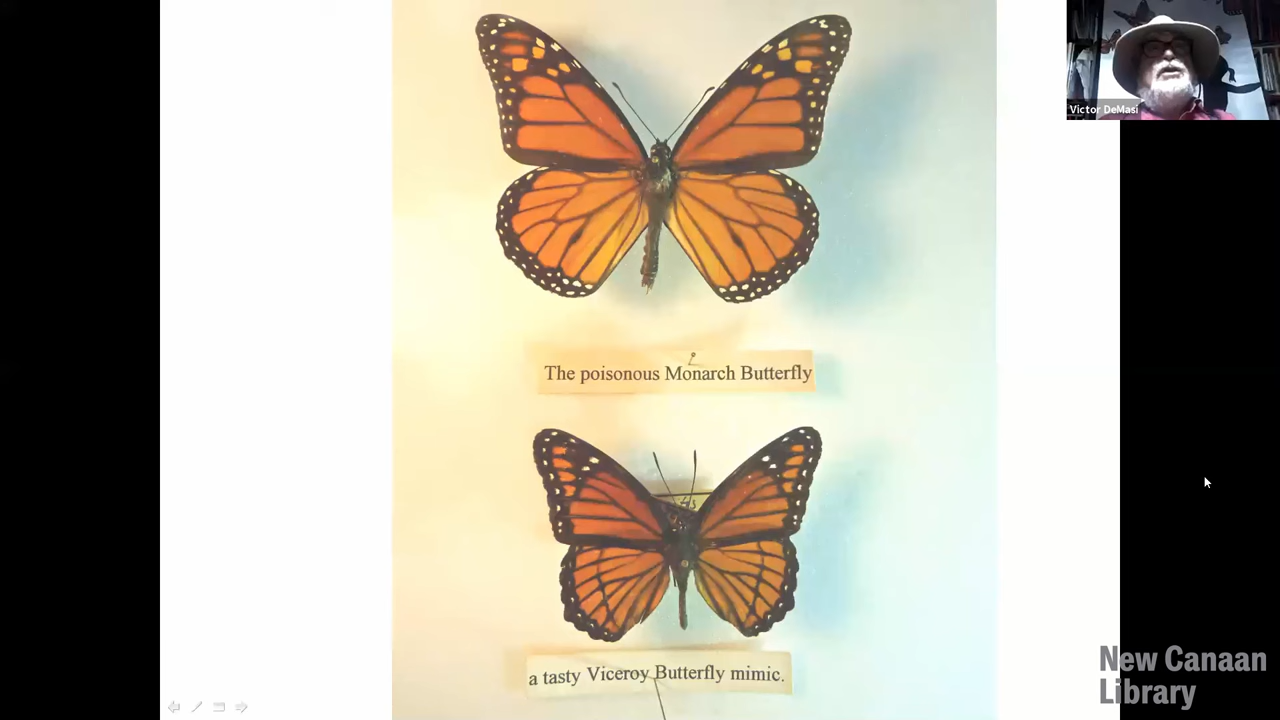 Victor DeMasi
The poisonous Monarch Butterfly
a tasty Viceroy Butterfly mimic.
New Canaan
Library